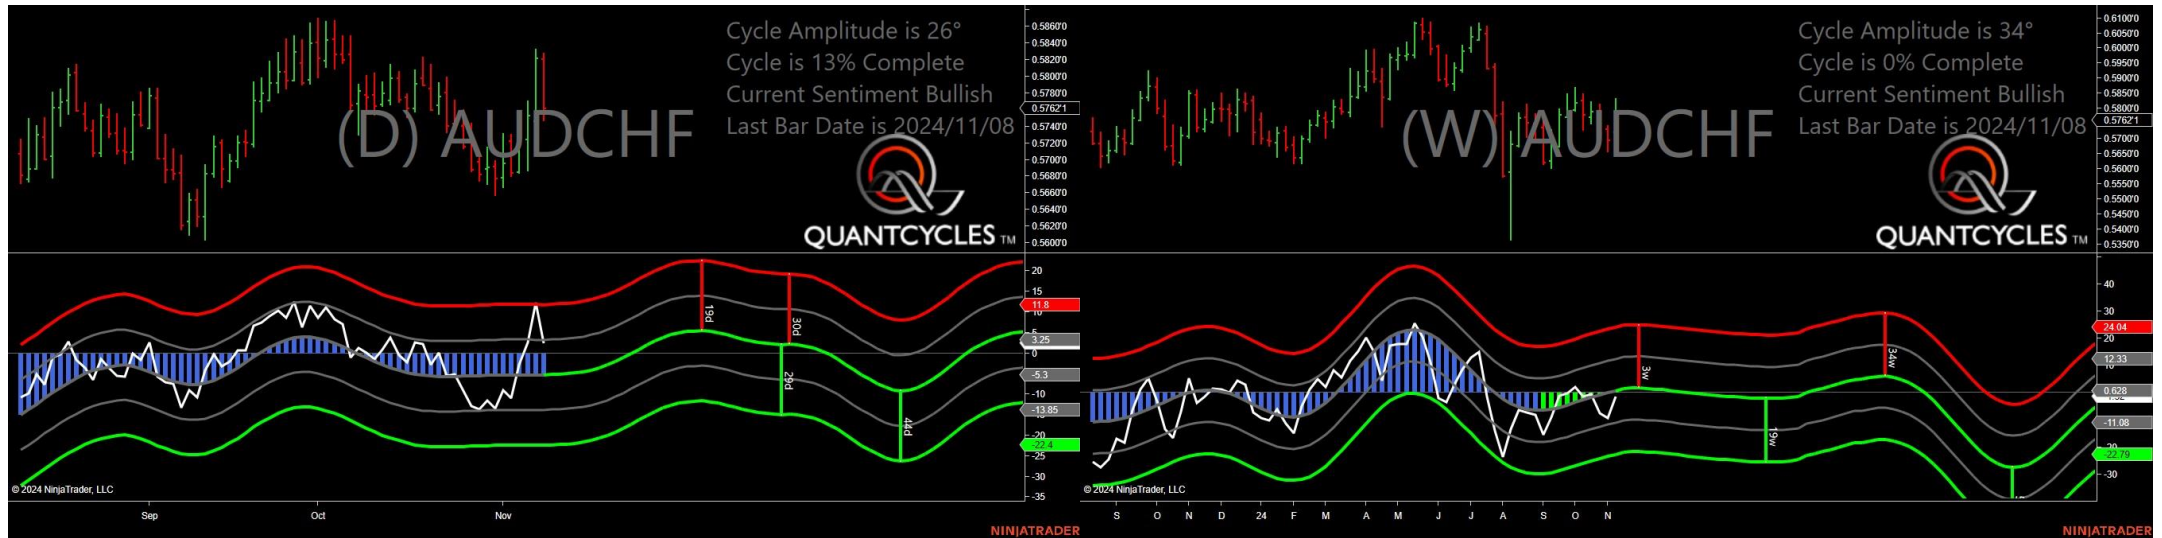 Cycle Amplitude is 26°
Cycle is 13% Complete
Current Sentiment Bullish
Last Bar Date is 2024/11/08
(D) AUDCHF
QUANTCYCLES TM
0.5860'0
0.5840'0
0.5820'0
0.5800'0
0.5780'0
0.5762'1
0.5740'0
0.5720'0
0.5700'0
0.5680'0
0.5660'0
0.5640'0
0.5620'0
0.5600'0
19d
30d
29d
44d
20
15
11.8
10
5
3.25
0
-5.3
-10
-13.85
-20
-22.4
-25
-30
-35
© 2024 NinjaTrader, LLC
Sep
Oct
Nov
NINJATRADER
Cycle Amplitude is 34°
Cycle is 0% Complete
Current Sentiment Bullish
Last Bar Date is 2024/11/08
(W) AUDCHF
QUANTCYCLES TM
0.6100'0
0.6050'0
0.6000'0
0.5950'0
0.5900'0
0.5850'0
0.5800'0
0.5762'1
0.5700'0
0.5650'0
0.5600'0
0.5550'0
0.5500'0
0.5450'0
0.5400'0
0.5350'0
3w
34w
19w
40
30
24.04
20
12.33
10
0.628
-11.08
-20
-22.79
-30
© 2024 NinjaTrader, LLC
S O N D 24 F M A M J J A S O N
NINJATRADER